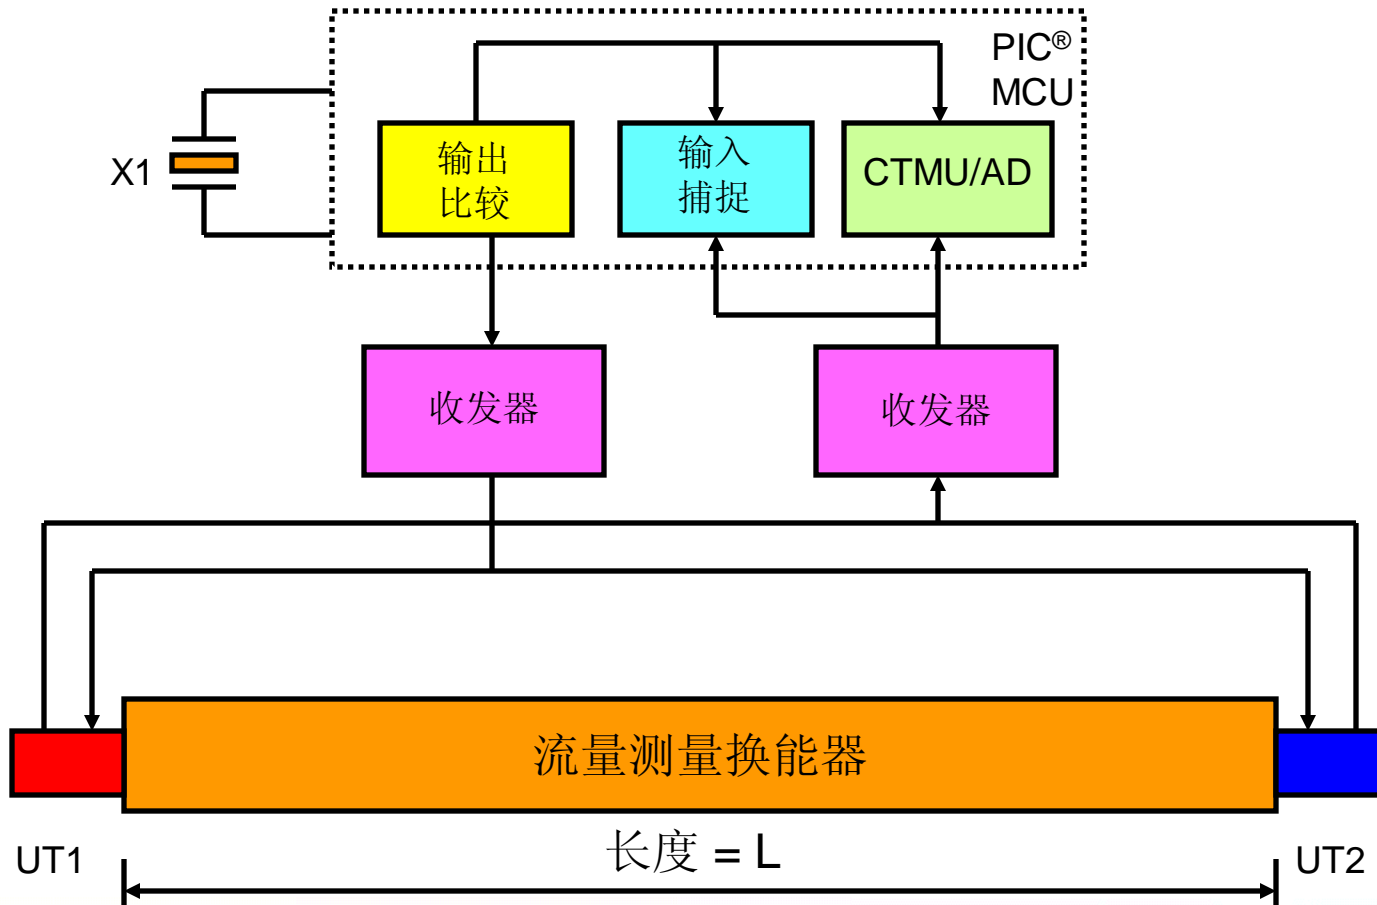 PIC®
MCU
X1
输出
比较
输入
捕捉
CTMU/AD
收发器
收发器
流量测量换能器
UT1
长度 = L
UT2